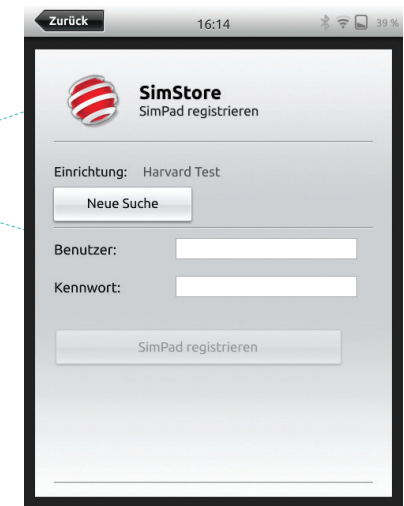 Zurück 16:14 39 %
SimStore
SimPad registrieren
Einrichtung: Harvard Test
Neue Suche
Benutzer:
Kennwort:
SimPad registrieren